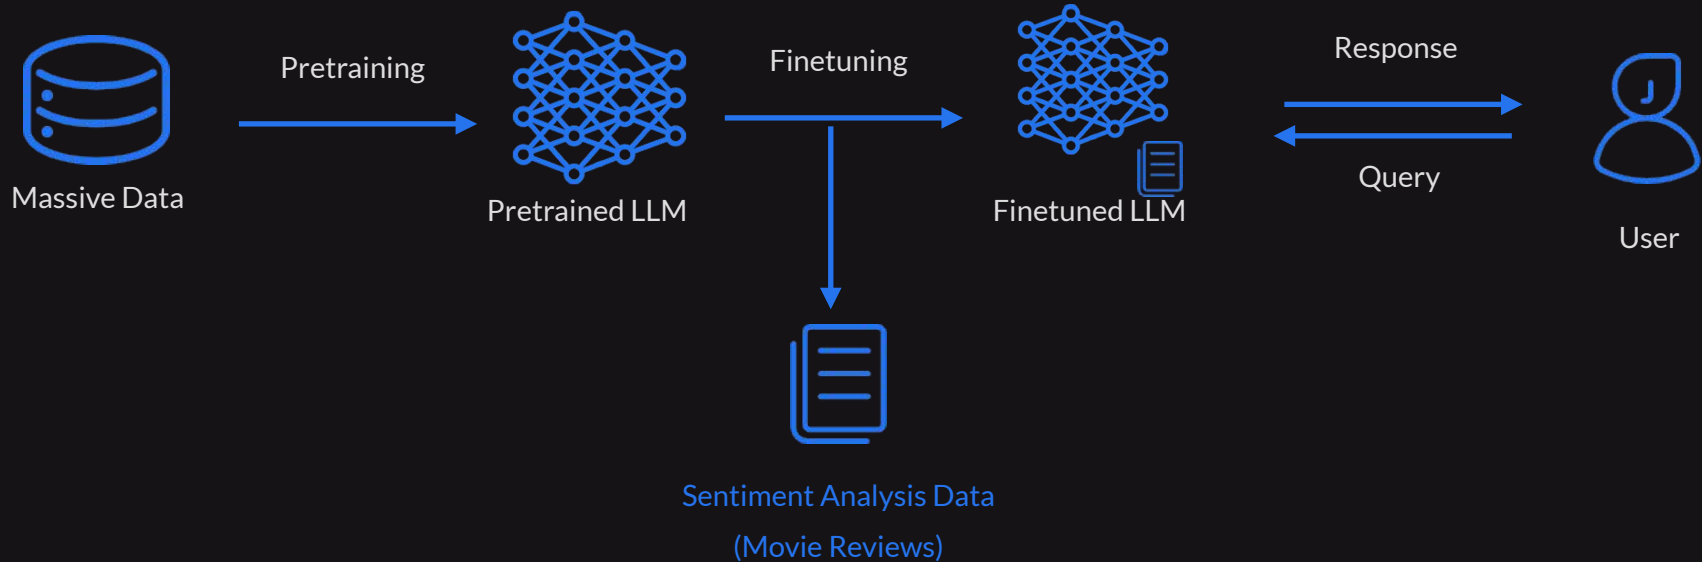 Pretraining
Finetuning
Response
Massive Data
Pretrained LLM
Finetuned LLM
Query
User
Sentiment Analysis Data
(Movie Reviews)